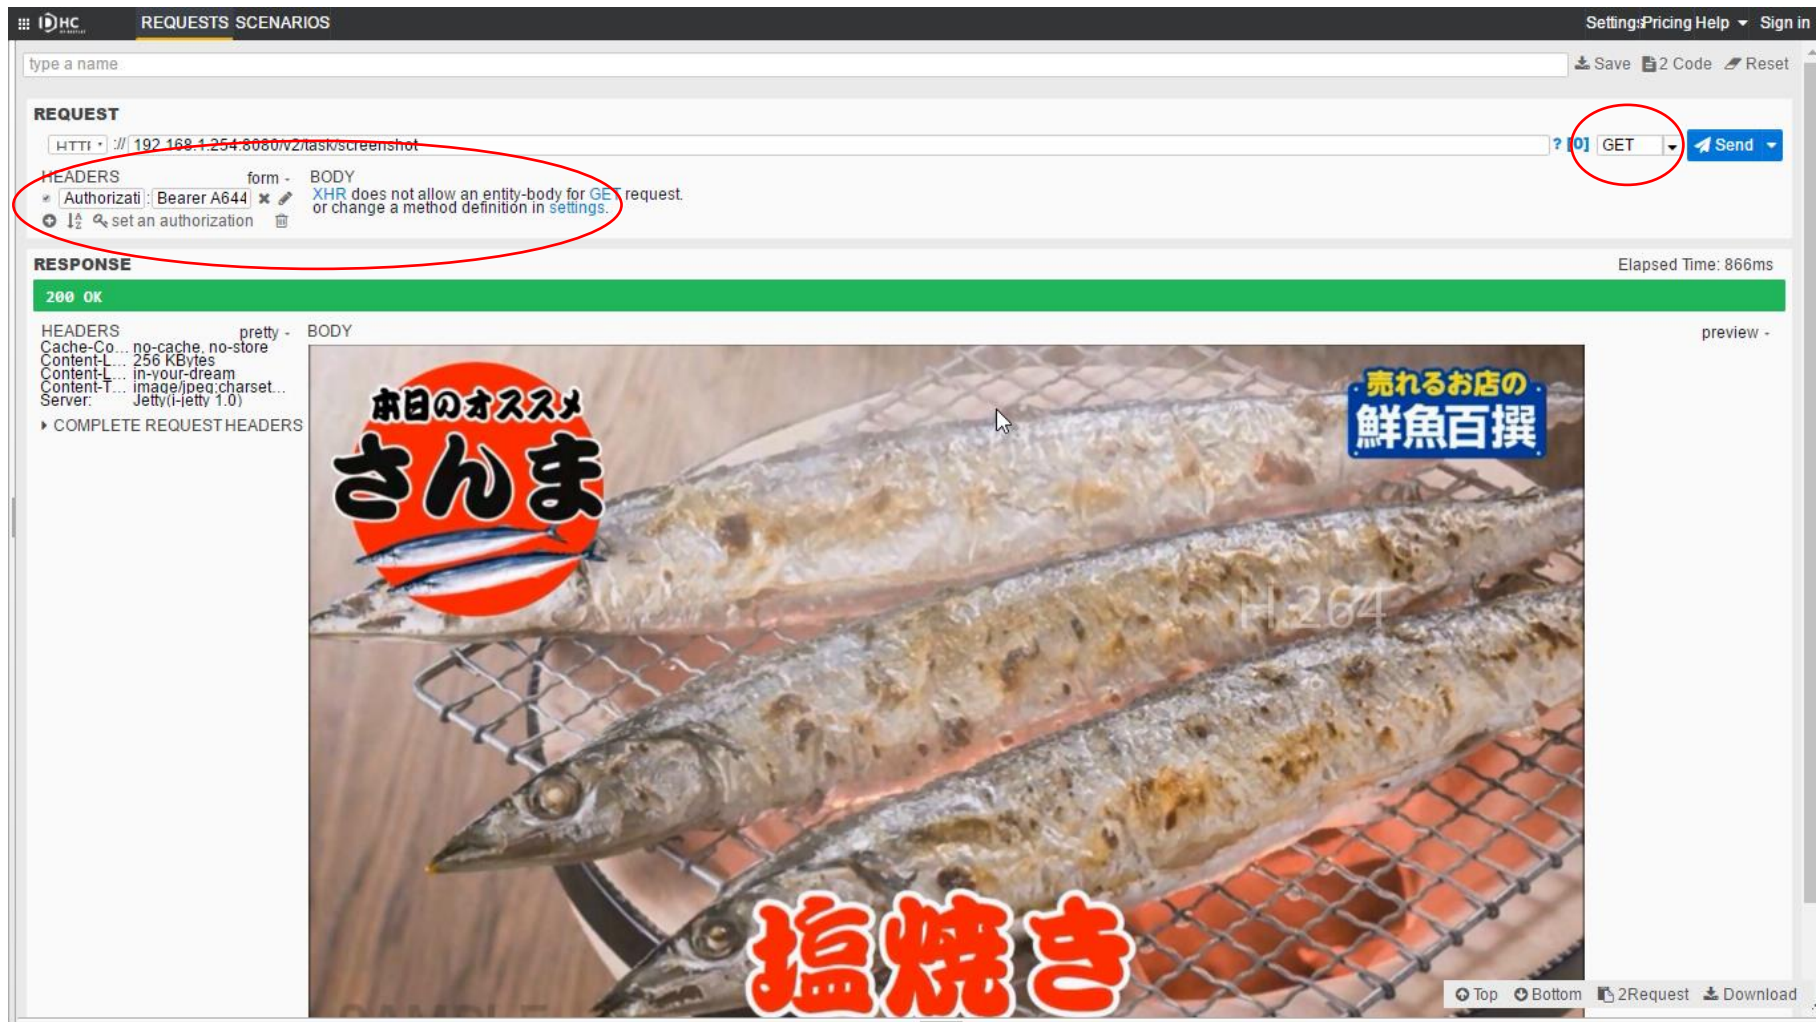 DHC
REQUESTS SCENARIOS
Settings Pricing Help Sign in
type a name
Save 2 Code Reset
REQUEST
HTTP :// 192.168.1.254:8080/v2/task/screenshot ? [0] GET Send
HEADERS form BODY
Authorizati : Bearer A644 XHR does not allow an entity-body for GET request.
or change a method definition in settings.
set an authorization
RESPONSE
Elapsed Time: 866ms
200 OK
HEADERS pretty BODY preview
Cache-Co... no-cache, no-store
Content-L... 256 KBytes
Content-L... in-your-dream
Content-T... image/jpeg;charset...
Server: Jetty(i-jetty 1.0)
COMPLETE REQUEST HEADERS
本日のオススメ
さんま
売れるお店の
鮮魚百撰
H.264
塩焼き
Top Bottom 2Request Download